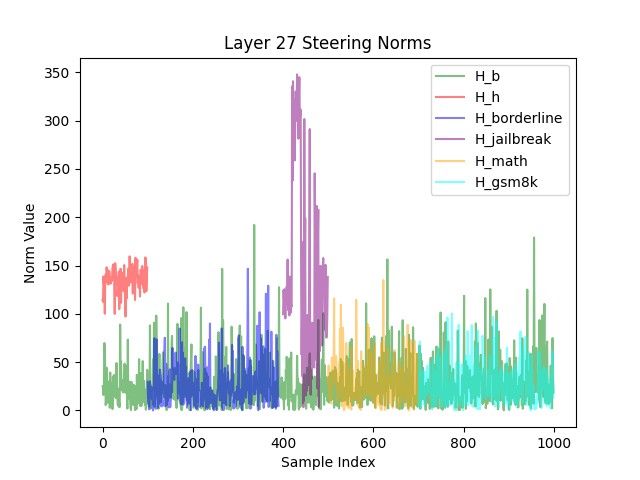 Layer 27 Steering Norms
350
300
250
200
150
100
50
0
Norm Value
H_b
H_h
H_borderline
H_jailbreak
H_math
H_gsm8k
0
200
400
600
800
1000
Sample Index